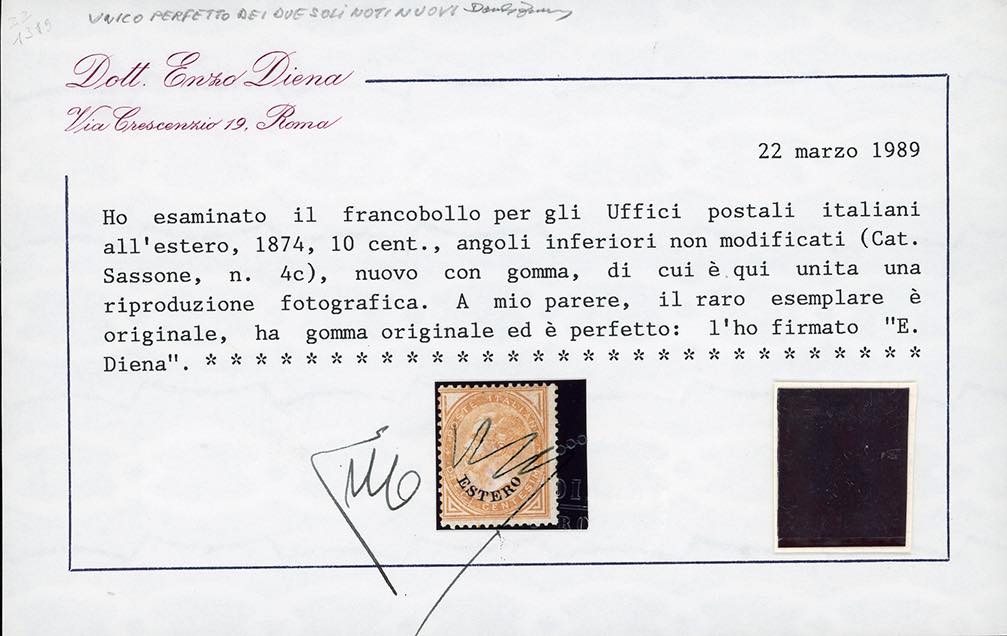 UNICO PERFETTO DEI DUE SOLI NOTI NUOVI
Dott. Enzo Diena
Via Crescenzio 19, Roma
22 marzo 1989
Ho esaminato il francobollo per gli Uffici postali italiani
all'estero, 1874, 10 cent., angoli inferiori non modificati (Cat.
Sassone, n. 4c), nuovo con gomma, di cui è qui unita una
riproduzione fotografica. A mio parere, il raro esemplare è
originale, ha gomma originale ed è perfetto: l'ho firmato "E.
Diena". * * * * * * * * * * * * * * * * * * * * * * * * * * * * *
POSTE ITALIANE
ESTERO
CENTESIMI